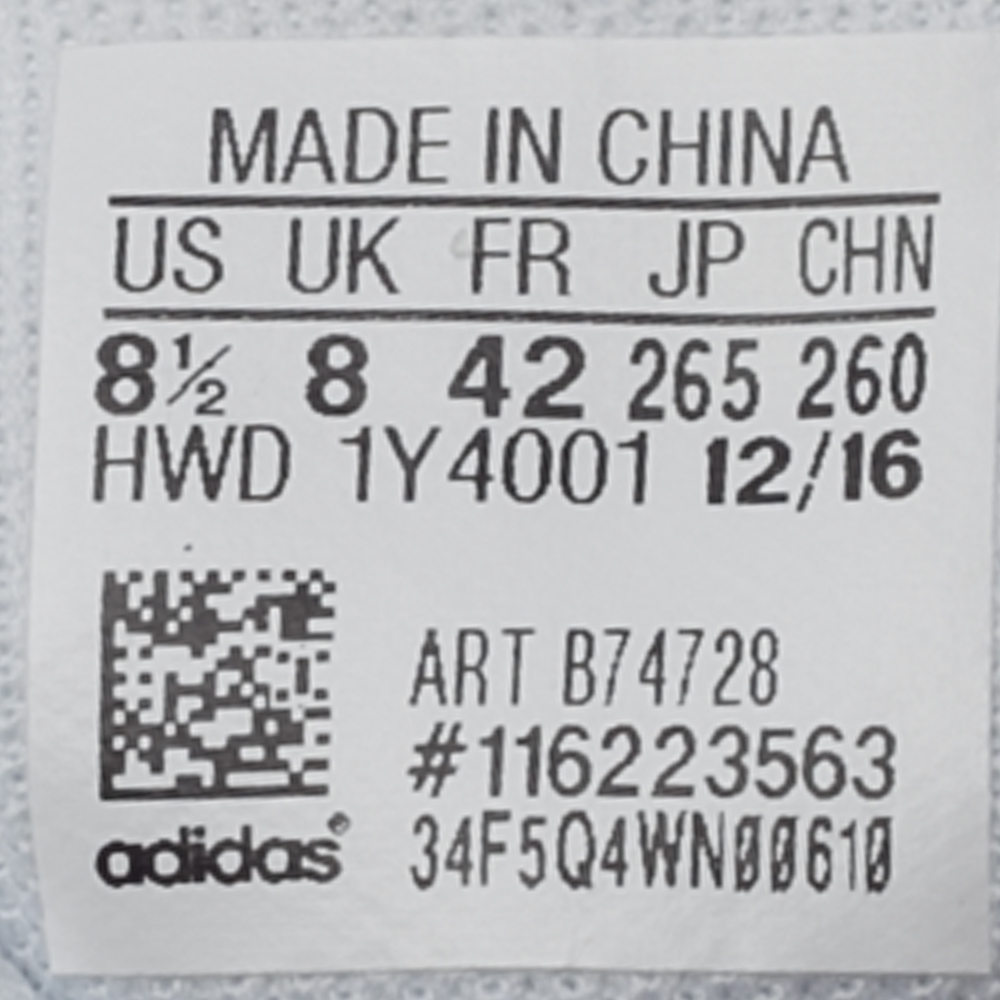 MADE IN CHINA
US UK FR JP CHN
8½ 8 42 265 260
HWD 1Y4001 12/16
ART B74728
#116223563
adidas® 34F5Q4WN00610